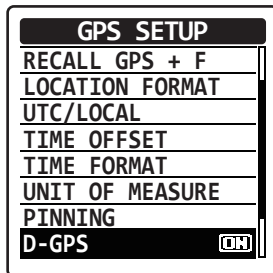 GPS SETUP
RECALL GPS + F
LOCATION FORMAT
UTC/LOCAL
TIME OFFSET
TIME FORMAT
UNIT OF MEASURE
PINNING
D-GPS ON